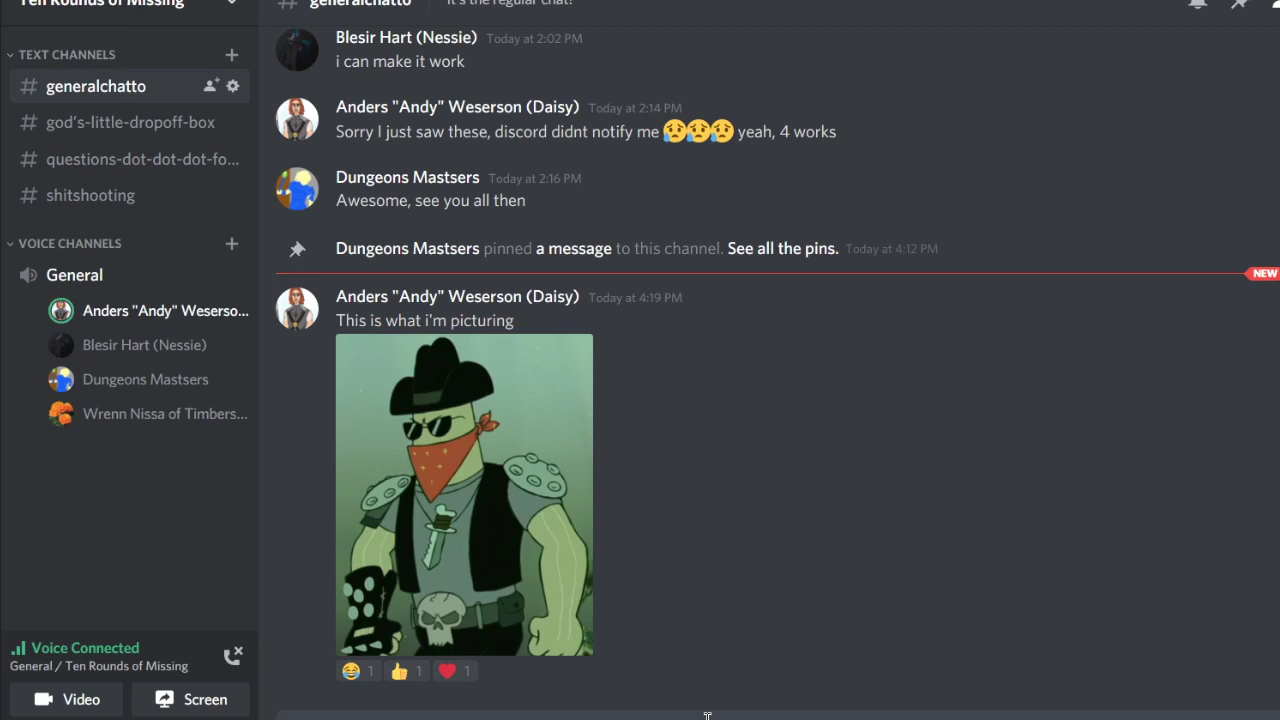 Ten Rounds of Missing
generalchatto
It's the regular chat!
TEXT CHANNELS
generalchatto
god's-little-dropoff-box
questions-dot-dot-dot-fo...
shitshooting
VOICE CHANNELS
General
Anders "Andy" Weserso...
Blesir Hart (Nessie)
Dungeons Mastsers
Wrenn Nissa of Timbers...
Voice Connected
General / Ten Rounds of Missing
Video
Screen
Blesir Hart (Nessie) Today at 2:02 PM
i can make it work
Anders "Andy" Weserson (Daisy) Today at 2:14 PM
Sorry I just saw these, discord didnt notify me 😥😥😥 yeah, 4 works
Dungeons Mastsers Today at 2:16 PM
Awesome, see you all then
Dungeons Mastsers pinned a message to this channel. See all the pins. Today at 4:12 PM
NEW
Anders "Andy" Weserson (Daisy) Today at 4:19 PM
This is what i'm picturing
😂 1 👍 1 ❤️ 1